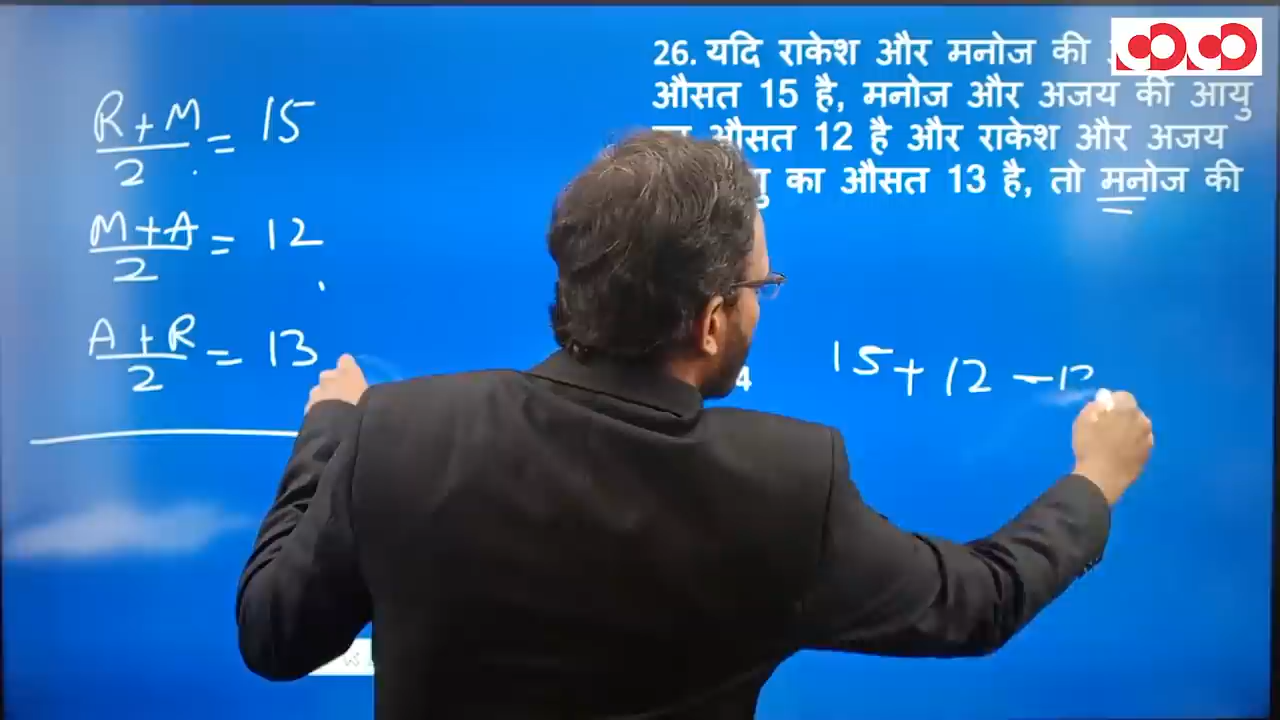 26. यदि राकेश और मनोज की
औसत 15 है, मनोज और अजय की आयु
औसत 12 है और राकेश और अजय
का औसत 13 है, तो मनोज की
R + M / 2 = 15
M + A / 2 = 12
A + R / 2 = 13
15 + 12 -